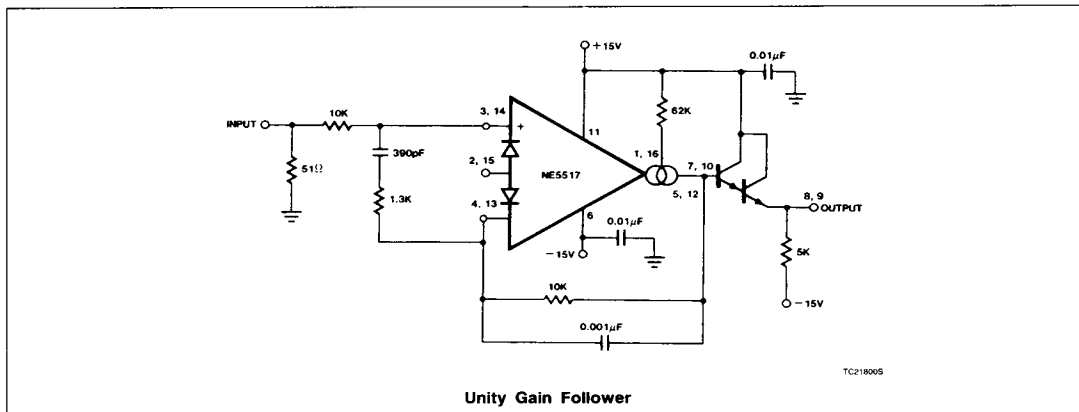 +15V
0.01µF
10K
3, 14
+
62K
INPUT
11
390pF
1, 16
7, 10
51Ω
2, 15
NE5517
8, 9
OUTPUT
5, 12
1.3K
4, 13
6
0.01µF
5K
−15V
10K
−15V
0.001µF
TC21800S
Unity Gain Follower